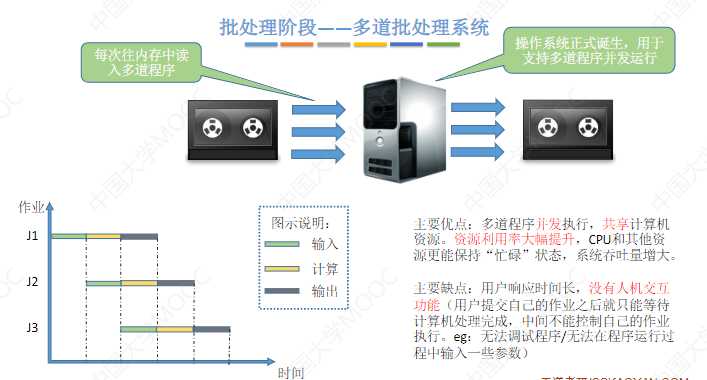 批处理阶段——多道批处理系统
每次往内存中读
入多道程序
操作系统正式诞生，用于
支持多道程序并发运行
作业
J1
J2
J3
时间
图示说明：
输入
计算
输出
主要优点：多道程序并发执行，共享计算机
资源。资源利用率大幅提升，CPU和其他资
源更能保持“忙碌”状态，系统吞吐量增大。
主要缺点：用户响应时间长，没有人机交互
功能（用户提交自己的作业之后就只能等待
计算机处理完成，中间不能控制自己的作业
执行。eg：无法调试程序/无法在程序运行过
程中输入一些参数）
中国大学MOOC